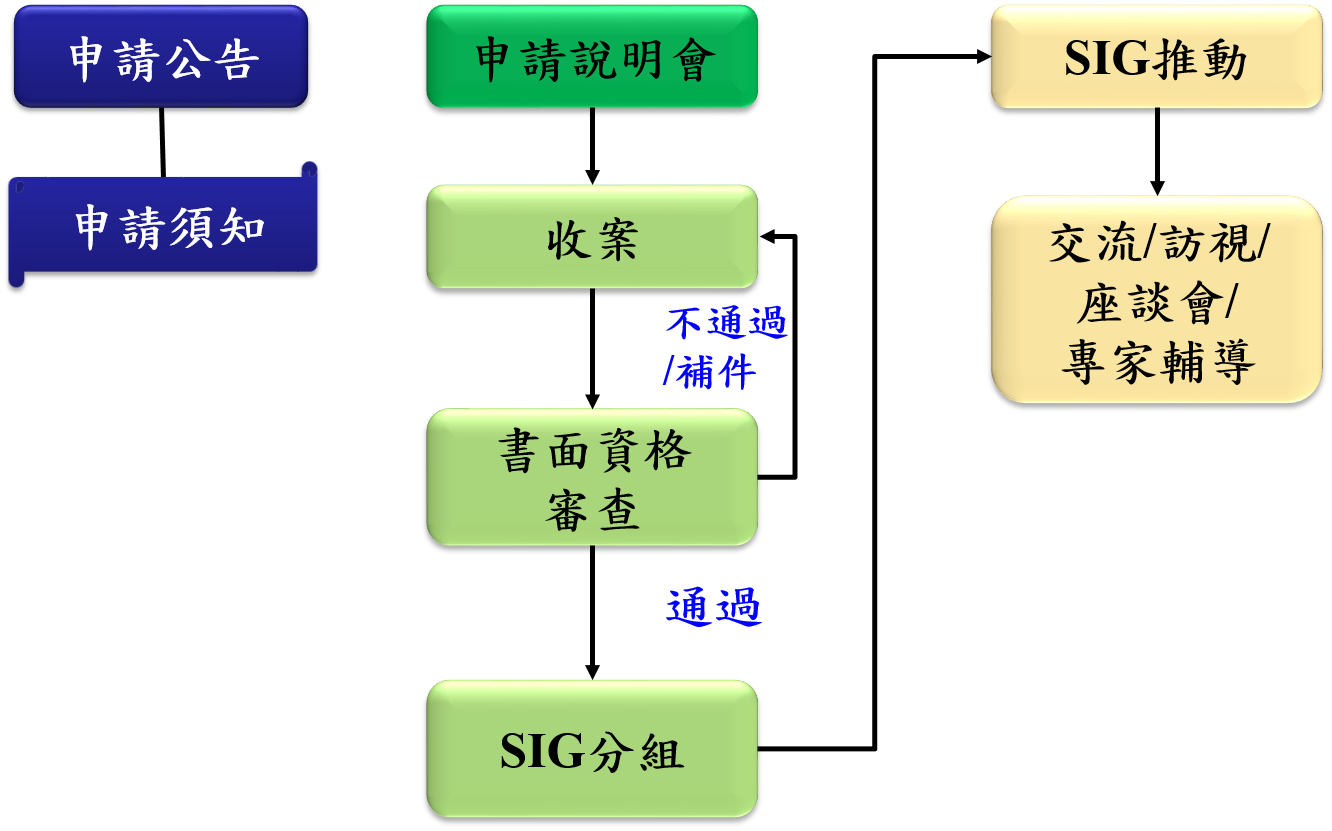 申請公告
申請須知
申請說明會
收案
不通過
/補件
書面資格
審查
通過
SIG分組
SIG推動
交流/訪視/
座談會/
專家輔導